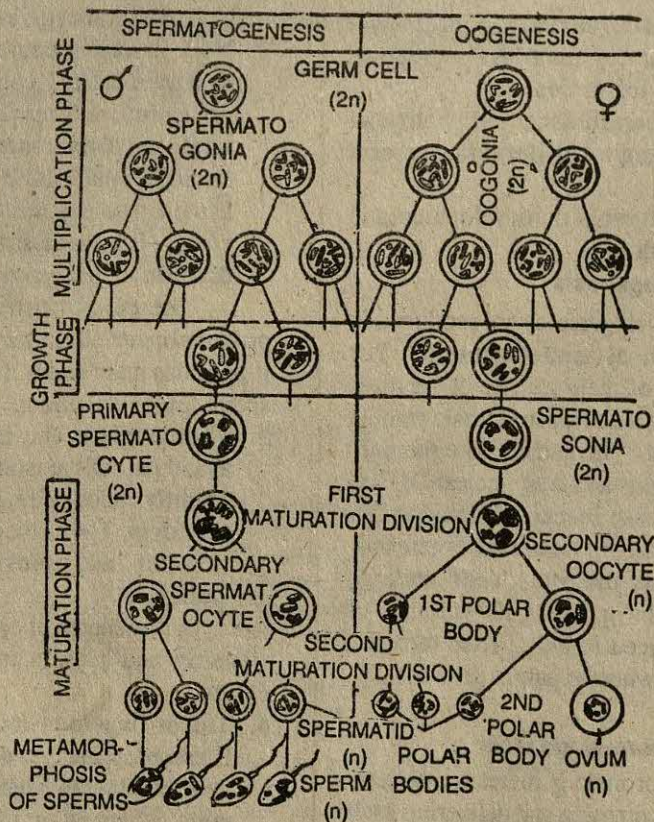 SPERMATOGENESIS
OOGENESIS
MULTIPLICATION PHASE
♂
GERM CELL
(2n)
♀
SPERMATO
GONIA
(2n)
OOGONIA
(2n)
GROWTH
PHASE
PRIMARY
SPERMATO
CYTE
(2n)
SPERMATO
SONIA
(2n)
MATURATION PHASE
FIRST
MATURATION DIVISION
SECONDARY
SPERMAT
OCYTE
SECONDARY
OOCYTE
(n)
1ST POLAR
BODY
SECOND
MATURATION DIVISION
SPERMATID
(n)
POLAR
BODIES
2ND
POLAR
BODY
OVUM
(n)
METAMOR-
PHOSIS
OF SPERMS
SPERM
(n)